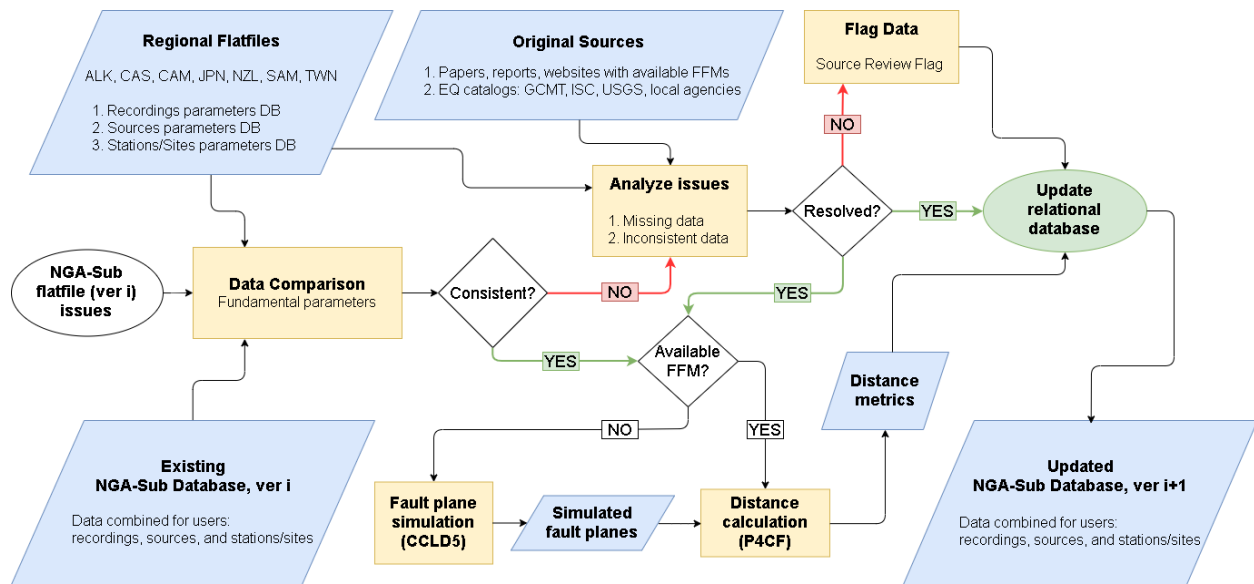 Regional Flatfiles
ALK, CAS, CAM, JPN, NZL, SAM, TWN
1. Recordings parameters DB
2. Sources parameters DB
3. Stations/Sites parameters DB
Original Sources
1. Papers, reports, websites with available FFMs
2. EQ catalogs: GCMT, ISC, USGS, local agencies
Flag Data
Source Review Flag
NO
Analyze issues
1. Missing data
2. Inconsistent data
Resolved?
YES
Update
relational
database
NGA-Sub
flatfile (ver i)
issues
Data Comparison
Fundamental parameters
Consistent?
NO
YES
YES
Available
FFM?
Distance
metrics
NO
YES
Existing
NGA-Sub Database, ver i
Data combined for users:
recordings, sources, and stations/sites
Fault plane
simulation
(CCLD5)
Simulated
fault planes
Distance
calculation
(P4CF)
Updated
NGA-Sub Database, ver i+1
Data combined for users:
recordings, sources, and stations/sites